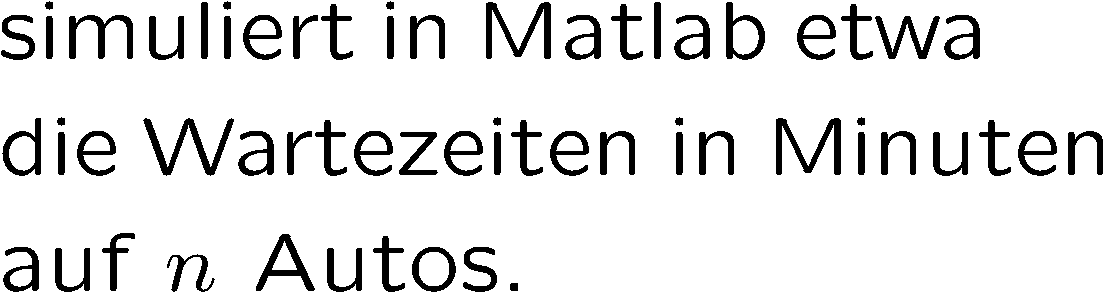 simuliert in Matlab etwa
die Wartezeiten in Minuten
auf n Autos.